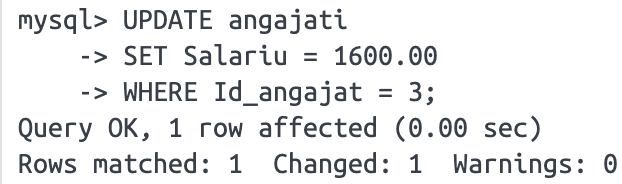 mysql> UPDATE angajati
    -> SET Salariu = 1600.00
    -> WHERE Id_angajat = 3;
Query OK, 1 row affected (0.00 sec)
Rows matched: 1  Changed: 1  Warnings: 0